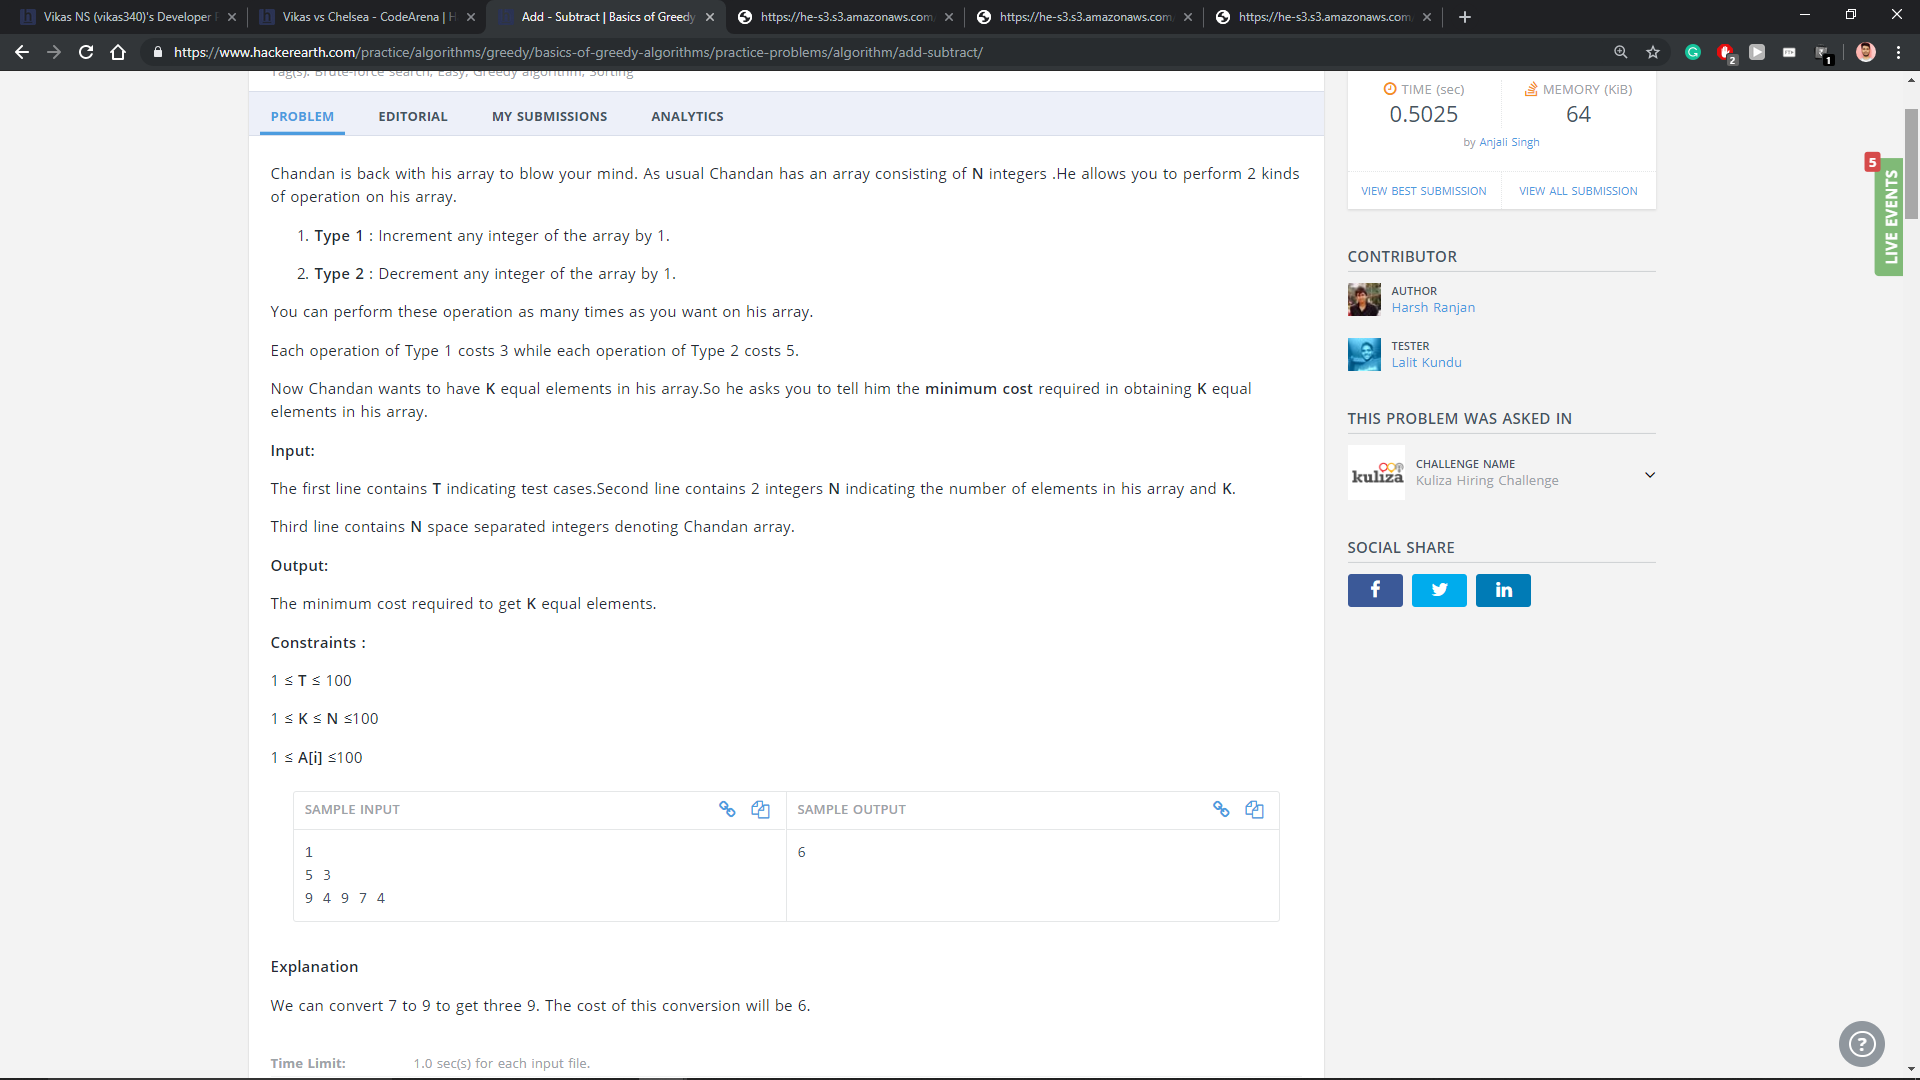 Vikas NS (vikas340)'s Developer
Vikas vs Chelsea - CodeArena | H
Add - Subtract | Basics of Greedy
https://he-s3.s3.amazonaws.com
https://he-s3.s3.amazonaws.com
https://he-s3.s3.amazonaws.com
https://www.hackerearth.com/practice/algorithms/greedy/basics-of-greedy-algorithms/practice-problems/algorithm/add-subtract/
2
1
Tag(s): Brute-force search, Easy, Greedy algorithm, Sorting
PROBLEM
EDITORIAL
MY SUBMISSIONS
ANALYTICS
Chandan is back with his array to blow your mind. As usual Chandan has an array consisting of N integers .He allows you to perform 2 kinds
of operation on his array.
1. Type 1 : Increment any integer of the array by 1.
2. Type 2 : Decrement any integer of the array by 1.
You can perform these operation as many times as you want on his array.
Each operation of Type 1 costs 3 while each operation of Type 2 costs 5.
Now Chandan wants to have K equal elements in his array.So he asks you to tell him the minimum cost required in obtaining K equal
elements in his array.
Input:
The first line contains T indicating test cases.Second line contains 2 integers N indicating the number of elements in his array and K.
Third line contains N space separated integers denoting Chandan array.
Output:
The minimum cost required to get K equal elements.
Constraints :
1 ≤ T ≤ 100
1 ≤ K ≤ N ≤100
1 ≤ A[i] ≤100
SAMPLE INPUT
1
5 3
9 4 9 7 4
SAMPLE OUTPUT
6
Explanation
We can convert 7 to 9 to get three 9. The cost of this conversion will be 6.
Time Limit: 1.0 sec(s) for each input file.
TIME (sec)
0.5025
MEMORY (KiB)
64
by Anjali Singh
VIEW BEST SUBMISSION
VIEW ALL SUBMISSION
CONTRIBUTOR
AUTHOR
Harsh Ranjan
TESTER
Lalit Kundu
THIS PROBLEM WAS ASKED IN
kuliza
CHALLENGE NAME
Kuliza Hiring Challenge
SOCIAL SHARE
f
in
5
LIVE EVENTS
?